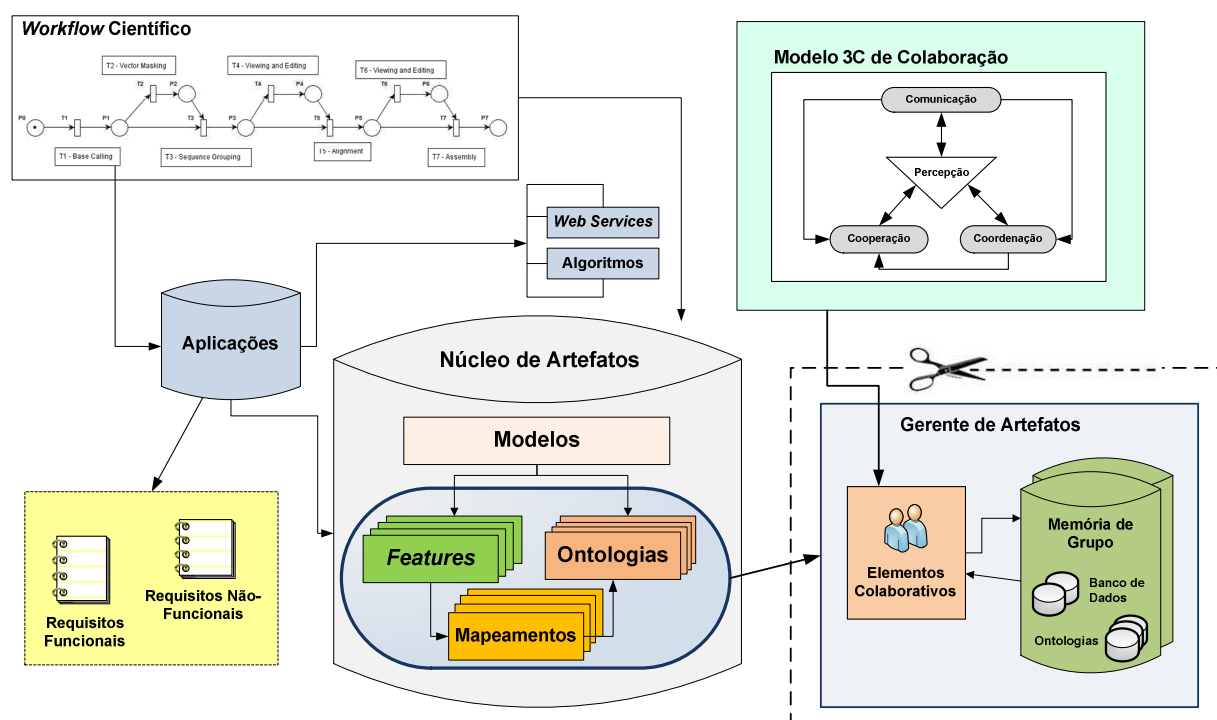 Workflow Científico
T2 - Vector Masking
T4 - Viewing and Editing
T6 - Viewing and Editing
T2
P2
T4
P4
T6
P6
P0
T1
P1
T3
P3
T5
P5
T7
P7
T1 - Base Calling
T3 - Sequence Grouping
T5 - Alignment
T7 - Assembly
Modelo 3C de Colaboração
Comunicação
Percepção
Cooperação
Coordenação
Web Services
Algoritmos
Aplicações
Núcleo de Artefatos
Modelos
Features
Ontologias
Mapeamentos
Requisitos
Funcionais
Requisitos Não-
Funcionais
Gerente de Artefatos
Elementos
Colaborativos
Memória de
Grupo
Banco de
Dados
Ontologias